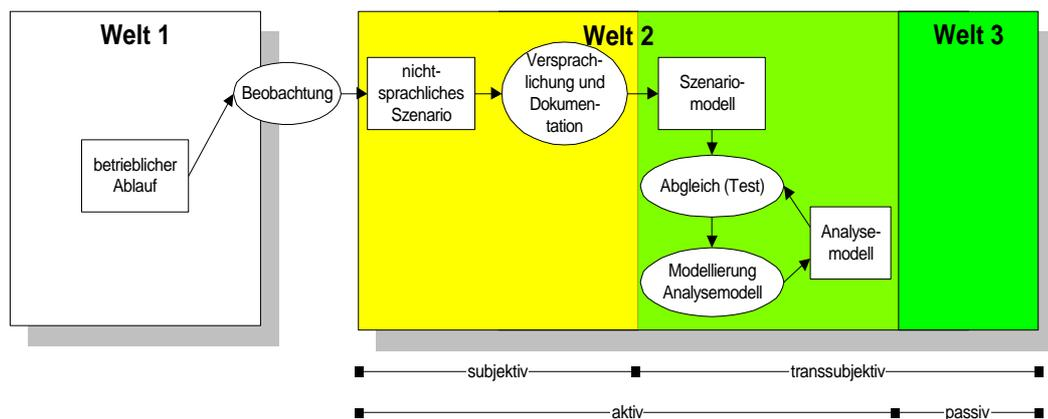 Welt 1
Welt 2
Welt 3
betrieblicher
Ablauf
Beobachtung
nicht-
sprachliches
Szenario
Versprach-
lichung und
Dokumen-
tation
Szenario-
modell
Abgleich (Test)
Modellierung
Analysemodell
Analyse-
modell
subjektiv
transsubjektiv
aktiv
passiv